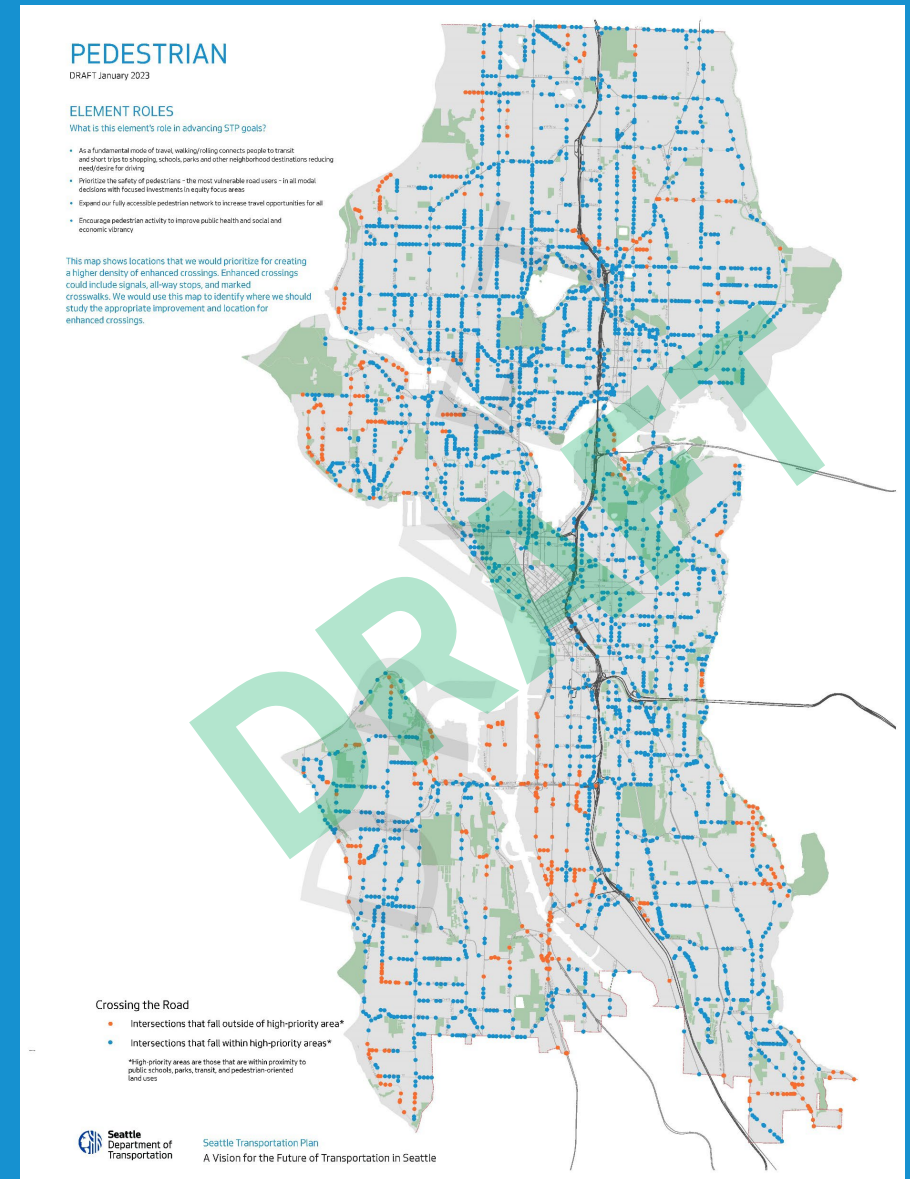 PEDESTRIAN
DRAFT January 2023
ELEMENT ROLES
What is this element's role in advancing STP goals?
• As a fundamental mode of travel, walking/rolling connects people to transit
and short trips to shopping, schools, parks and other neighborhood destinations reducing
need/desire for driving
• Prioritize the safety of pedestrians – the most vulnerable road users – in all modal
decisions with focused investments in equity focus areas
• Expand our fully accessible pedestrian network to increase travel opportunities for all
• Encourage pedestrian activity to improve public health and social and
economic vibrancy
This map shows locations that we would prioritize for creating
a higher density of enhanced crossings. Enhanced crossings
could include signals, all-way stops, and marked
crosswalks. We would use this map to identify where we should
study the appropriate improvement and location for
enhanced crossings.
DRAFT
DRAFT
Crossing the Road
Intersections that fall outside of high-priority area*
Intersections that fall within high-priority areas*
*High-priority areas are those that are within proximity to
public schools, parks, transit, and pedestrian-oriented
land uses
Seattle
Department of
Transportation
Seattle Transportation Plan
A Vision for the Future of Transportation in Seattle